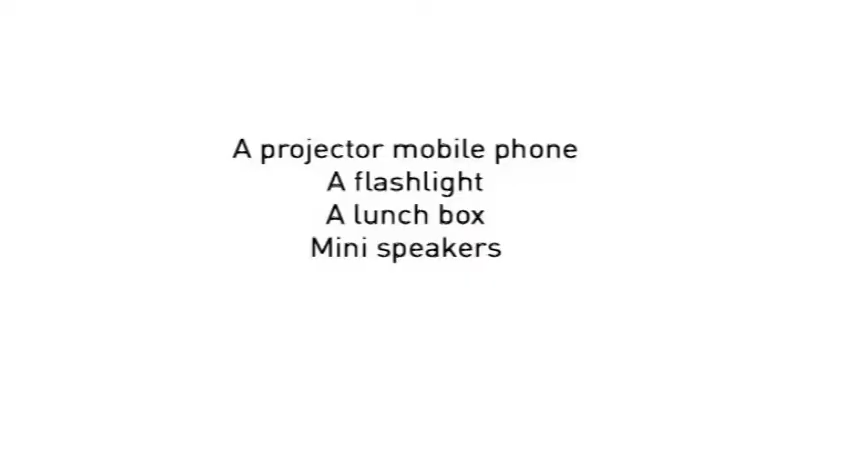 A projector mobile phone
A flashlight
A lunch box
Mini speakers